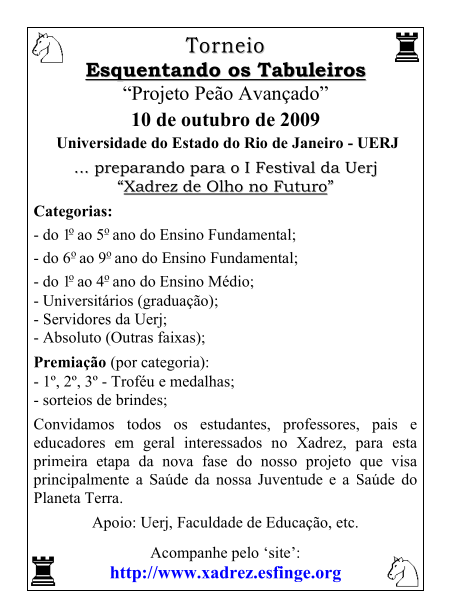 Torneio
Esquentando os Tabuleiros
“Projeto Peão Avançado”
10 de outubro de 2009
Universidade do Estado do Rio de Janeiro - UERJ
... preparando para o I Festival da Uerj
“Xadrez de Olho no Futuro”
Categorias:
- do 1º ao 5º ano do Ensino Fundamental;
- do 6º ao 9º ano do Ensino Fundamental;
- do 1º ao 4º ano do Ensino Médio;
- Universitários (graduação);
- Servidores da Uerj;
- Absoluto (Outras faixas);
Premiação (por categoria):
- 1º, 2º, 3º - Troféu e medalhas;
- sorteios de brindes;
Convidamos todos os estudantes, professores, pais e
educadores em geral interessados no Xadrez, para esta
primeira etapa da nova fase do nosso projeto que visa
principalmente a Saúde da nossa Juventude e a Saúde do
Planeta Terra.
Apoio: Uerj, Faculdade de Educação, etc.
Acompanhe pelo ‘site’:
http://www.xadrez.esfinge.org